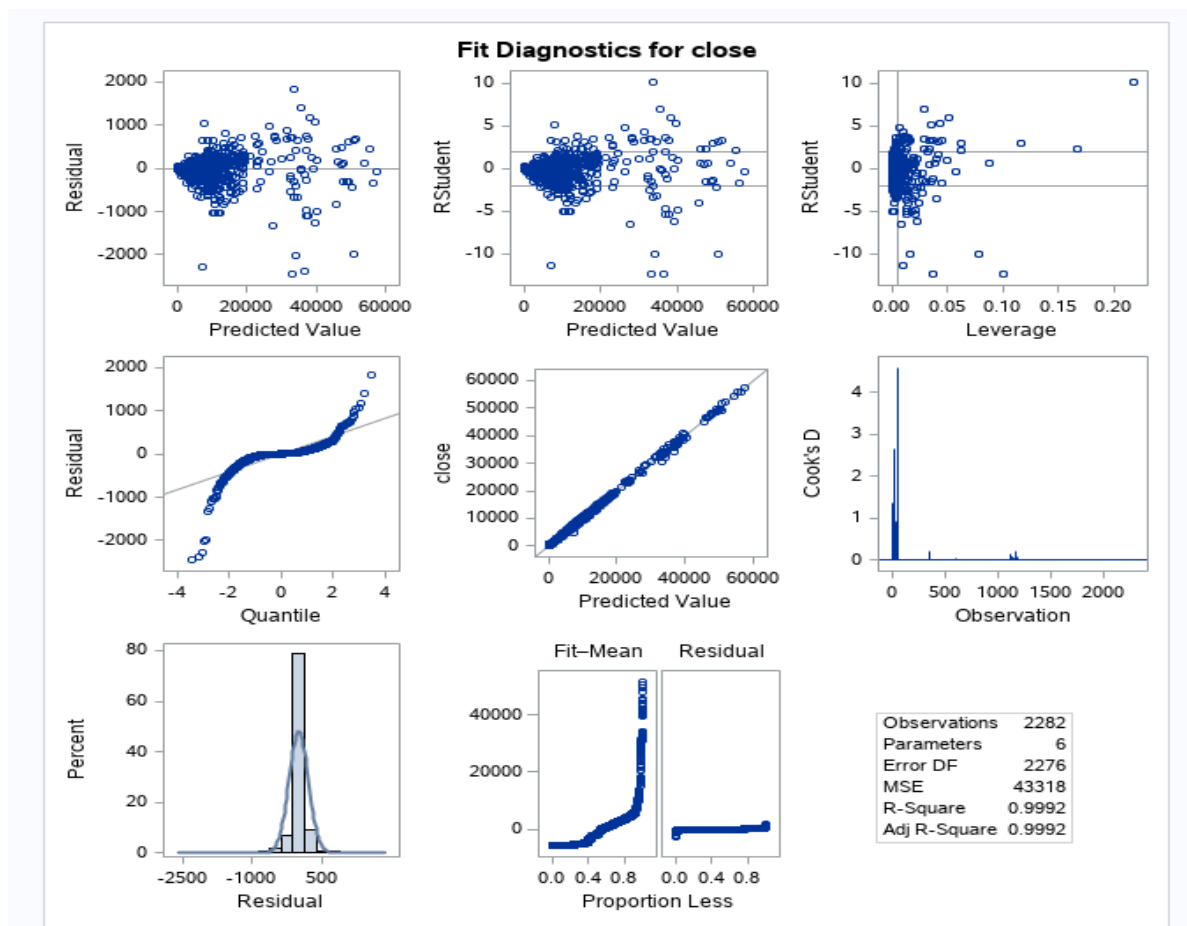 Fit Diagnostics for close
2000
1000
0
-1000
-2000
Residual
0 20000 40000 60000
Predicted Value
10
5
0
-5
-10
RStudent
0 20000 40000 60000
Predicted Value
10
5
0
-5
-10
RStudent
0.00 0.05 0.10 0.15 0.20
Leverage
2000
1000
0
-1000
-2000
Residual
-4 -2 0 2 4
Quantile
60000
50000
40000
30000
20000
10000
0
close
0 20000 40000 60000
Predicted Value
4
3
2
1
0
Cook's D
0 500 1000 1500 2000
Observation
80
60
40
20
0
Percent
-2500 -1000 500
Residual
Fit–Mean Residual
40000
20000
0
0.0 0.4 0.8 0.0 0.4 0.8
Proportion Less
Observations 2282
Parameters 6
Error DF 2276
MSE 43318
R-Square 0.9992
Adj R-Square 0.9992